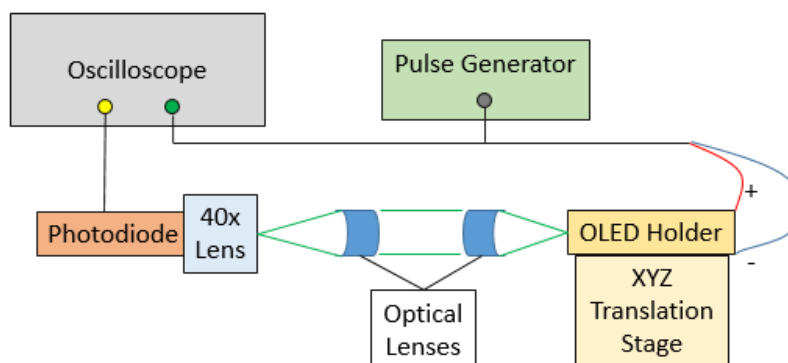 Oscilloscope
Pulse Generator
+
Photodiode
40x
Lens
OLED Holder
-
XYZ
Translation
Stage
Optical
Lenses